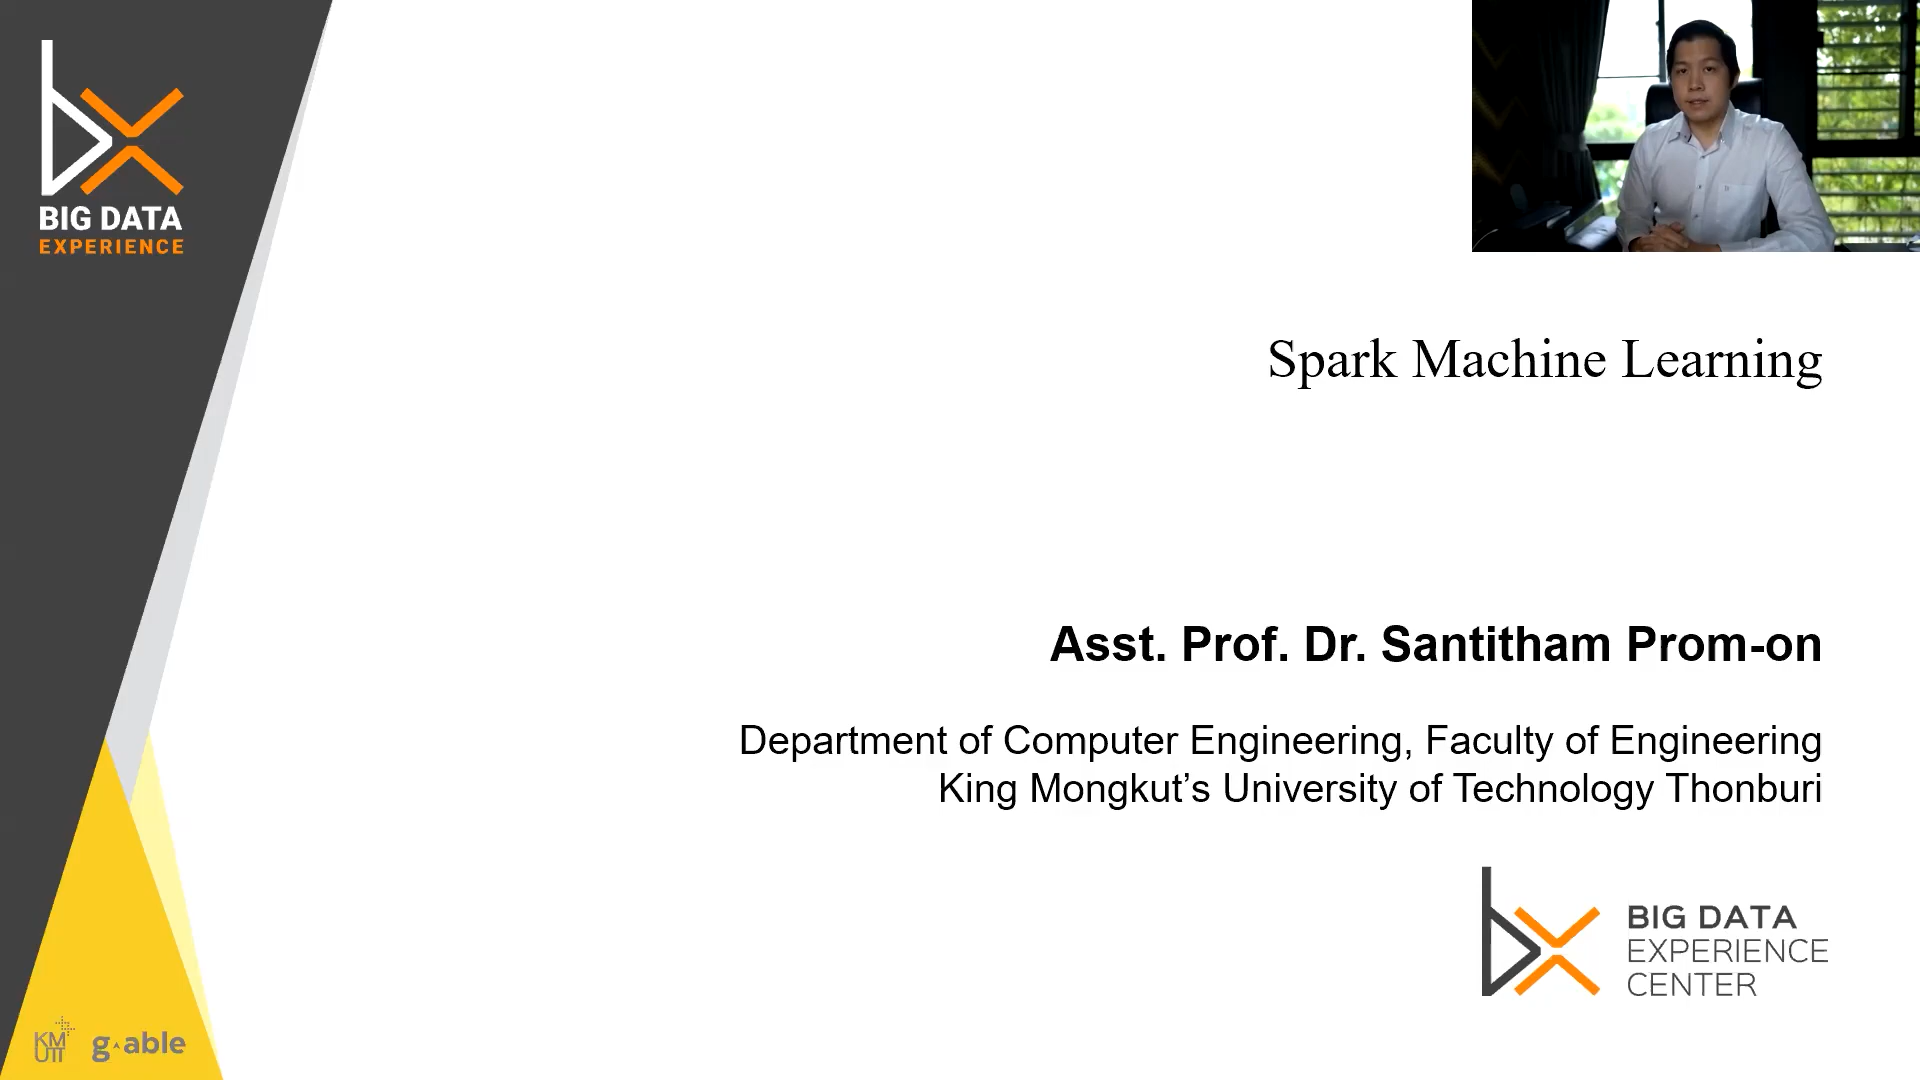 BIG DATA
EXPERIENCE
Spark Machine Learning
Asst. Prof. Dr. Santitham Prom-on
Department of Computer Engineering, Faculty of Engineering
King Mongkut’s University of Technology Thonburi
BIG DATA
EXPERIENCE
CENTER
KM
UTT
g-able